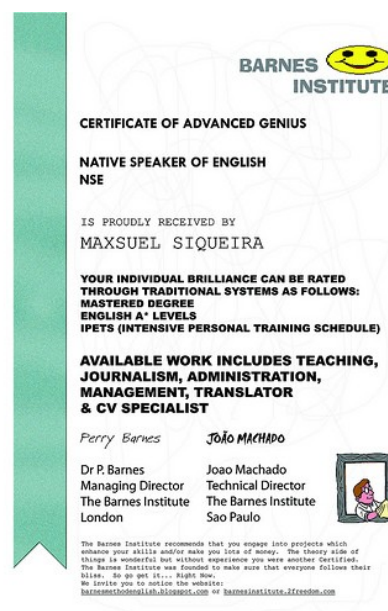 BARNES
INSTITUTE
CERTIFICATE OF ADVANCED GENIUS
NATIVE SPEAKER OF ENGLISH
NSE
IS PROUDLY RECEIVED BY
MAXSUEL SIQUEIRA
YOUR INDIVIDUAL BRILLIANCE CAN BE RATED
THROUGH TRADITIONAL SYSTEMS AS FOLLOWS:
MASTERED DEGREE
ENGLISH A* LEVELS
IPETS (INTENSIVE PERSONAL TRAINING SCHEDULE)
AVAILABLE WORK INCLUDES TEACHING,
JOURNALISM, ADMINISTRATION,
MANAGEMENT, TRANSLATOR
& CV SPECIALIST
Perry Barnes
JOÃO MACHADO
Dr P. Barnes
Managing Director
The Barnes Institute
London
Joao Machado
Technical Director
The Barnes Institute
Sao Paulo
The Barnes Institute recommends that you engage into projects which
enhance your skills and/or make you lots of money. The theory side of
things is wonderful but without experience you were another Certified.
The Barnes Institute was founded to make sure that everyone follows their
bliss. So go get it... Right Now.
We invite you to notice the website:
barnesmethodenglish.blogspot.com or barnesinstitute.2freedom.com